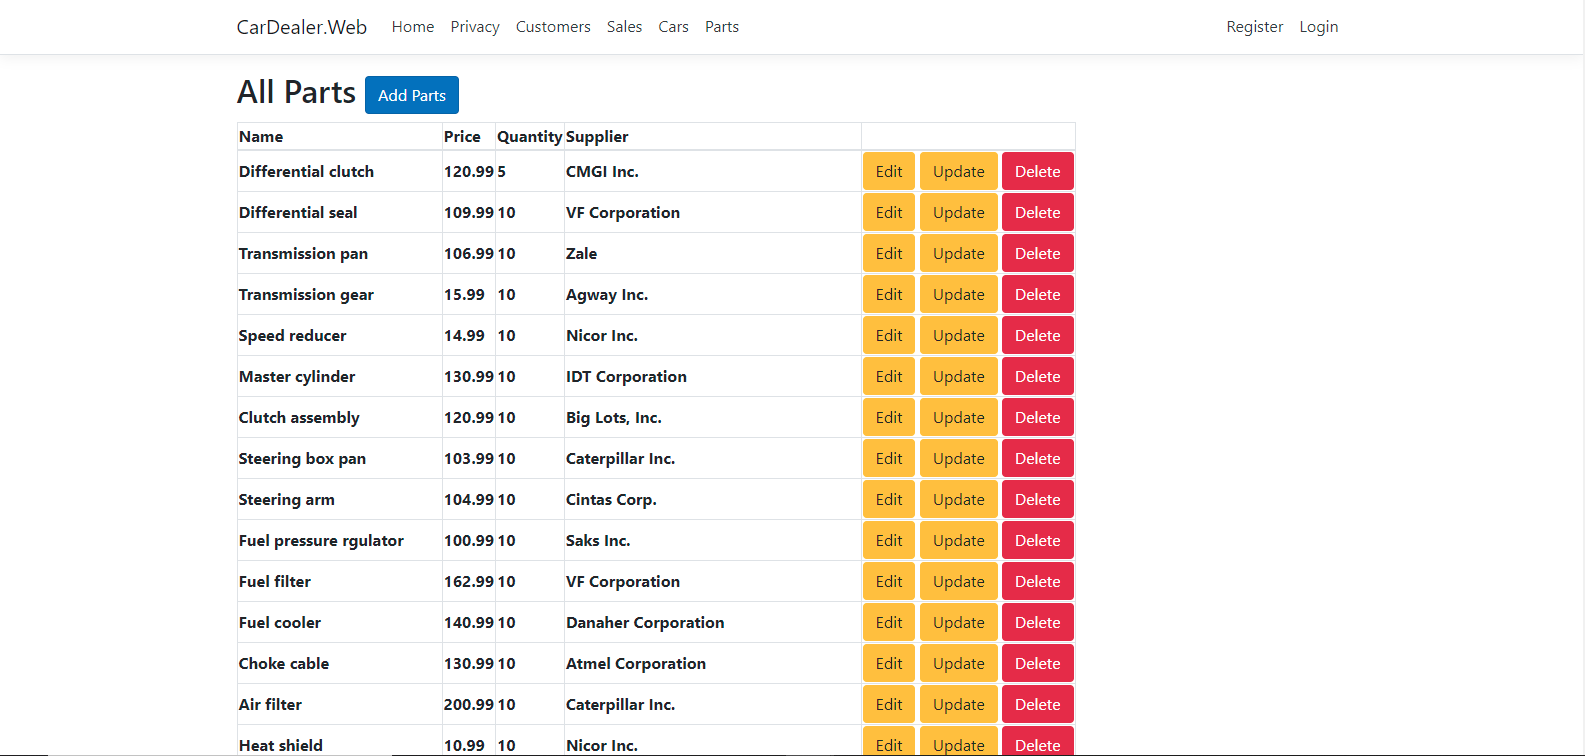 CarDealer.Web Home Privacy Customers Sales Cars Parts Register Login
All Parts Add Parts
Name Price Quantity Supplier
Differential clutch 120.99 5 CMGI Inc. Edit Update Delete
Differential seal 109.99 10 VF Corporation Edit Update Delete
Transmission pan 106.99 10 Zale Edit Update Delete
Transmission gear 15.99 10 Agway Inc. Edit Update Delete
Speed reducer 14.99 10 Nicor Inc. Edit Update Delete
Master cylinder 130.99 10 IDT Corporation Edit Update Delete
Clutch assembly 120.99 10 Big Lots, Inc. Edit Update Delete
Steering box pan 103.99 10 Caterpillar Inc. Edit Update Delete
Steering arm 104.99 10 Cintas Corp. Edit Update Delete
Fuel pressure rgulator 100.99 10 Saks Inc. Edit Update Delete
Fuel filter 162.99 10 VF Corporation Edit Update Delete
Fuel cooler 140.99 10 Danaher Corporation Edit Update Delete
Choke cable 130.99 10 Atmel Corporation Edit Update Delete
Air filter 200.99 10 Caterpillar Inc. Edit Update Delete
Heat shield 10.99 10 Nicor Inc. Edit Update Delete